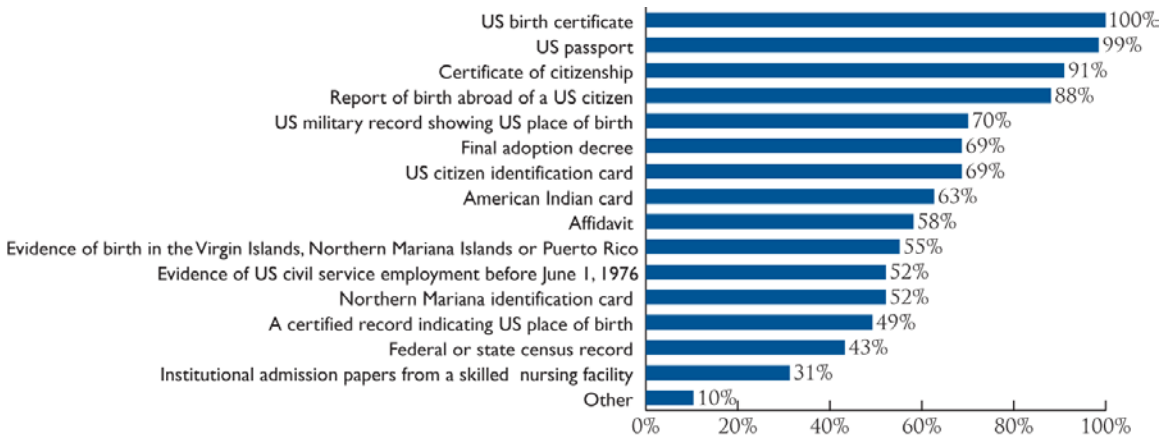 US birth certificate 100%
US passport 99%
Certificate of citizenship 91%
Report of birth abroad of a US citizen 88%
US military record showing US place of birth 70%
Final adoption decree 69%
US citizen identification card 69%
American Indian card 63%
Affidavit 58%
Evidence of birth in the Virgin Islands, Northern Mariana Islands or Puerto Rico 55%
Evidence of US civil service employment before June 1, 1976 52%
Northern Mariana identification card 52%
A certified record indicating US place of birth 49%
Federal or state census record 43%
Institutional admission papers from a skilled nursing facility 31%
Other 10%
0% 20% 40% 60% 80% 100%